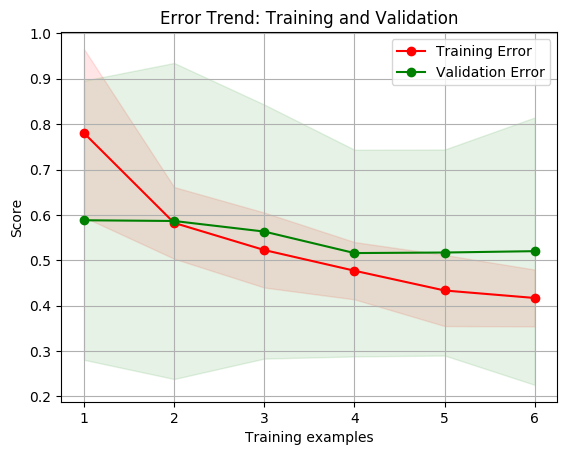 Error Trend: Training and Validation
1.0
0.9
0.8
0.7
0.6
0.5
0.4
0.3
0.2
Score
Training Error
Validation Error
1 2 3 4 5 6
Training examples